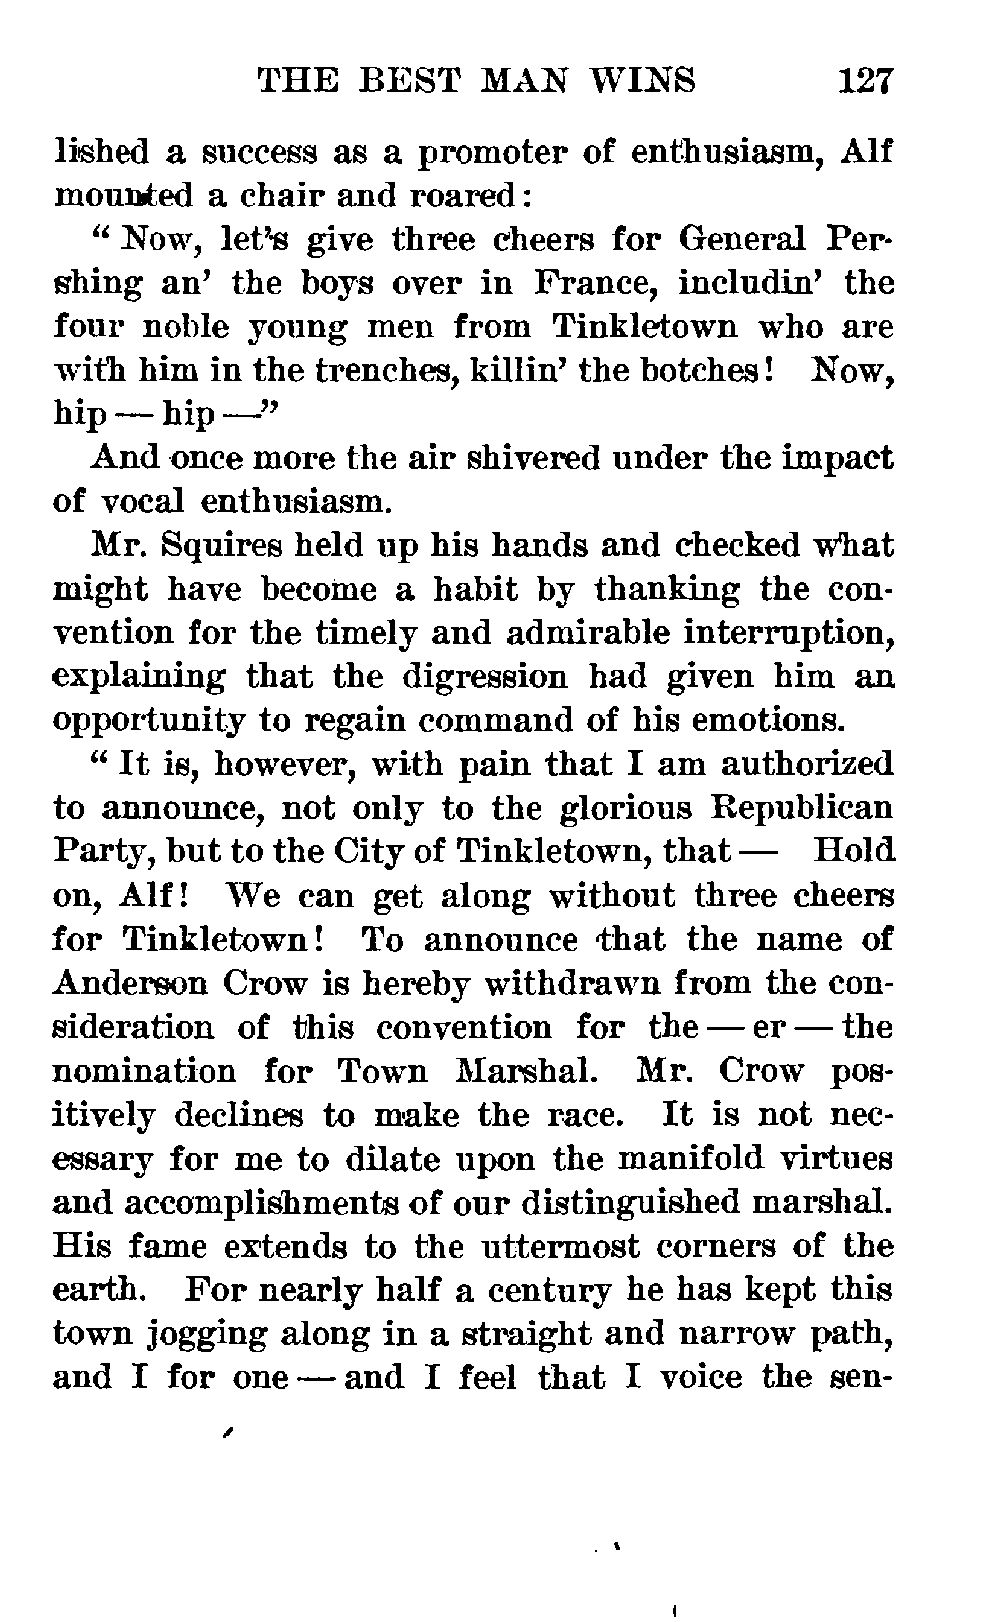 THE BEST MAN WINS 127
lished a success as a promoter of enthusiasm, Alf
mounted a chair and roared:
“ Now, let’s give three cheers for General Per-
shing an’ the boys over in France, includin’ the
four noble young men from Tinkletown who are
with him in the trenches, killin’ the botches! Now,
hip — hip —”
And once more the air shivered under the impact
of vocal enthusiasm.
Mr. Squires held up his hands and checked what
might have become a habit by thanking the con-
vention for the timely and admirable interruption,
explaining that the digression had given him an
opportunity to regain command of his emotions.
“ It is, however, with pain that I am authorized
to announce, not only to the glorious Republican
Party, but to the City of Tinkletown, that — Hold
on, Alf! We can get along without three cheers
for Tinkletown! To announce that the name of
Anderson Crow is hereby withdrawn from the con-
sideration of this convention for the — er — the
nomination for Town Marshal. Mr. Crow pos-
itively declines to make the race. It is not nec-
essary for me to dilate upon the manifold virtues
and accomplishments of our distinguished marshal.
His fame extends to the uttermost corners of the
earth. For nearly half a century he has kept this
town jogging along in a straight and narrow path,
and I for one — and I feel that I voice the sen-